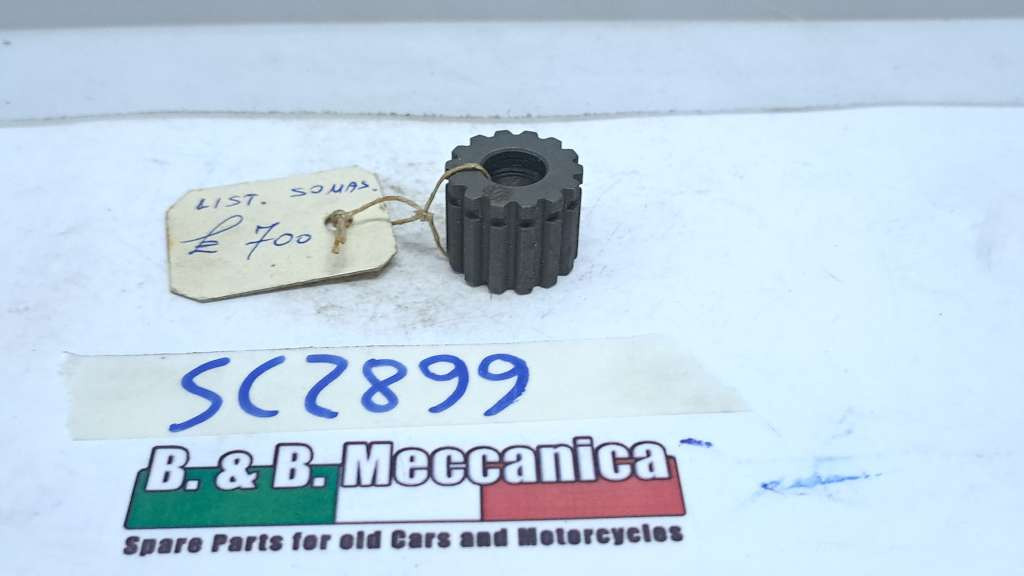 LIST. SOMAS.
£ 700
SC2899
B. & B. Meccanica
Spare Parts for old Cars and Motorcycles